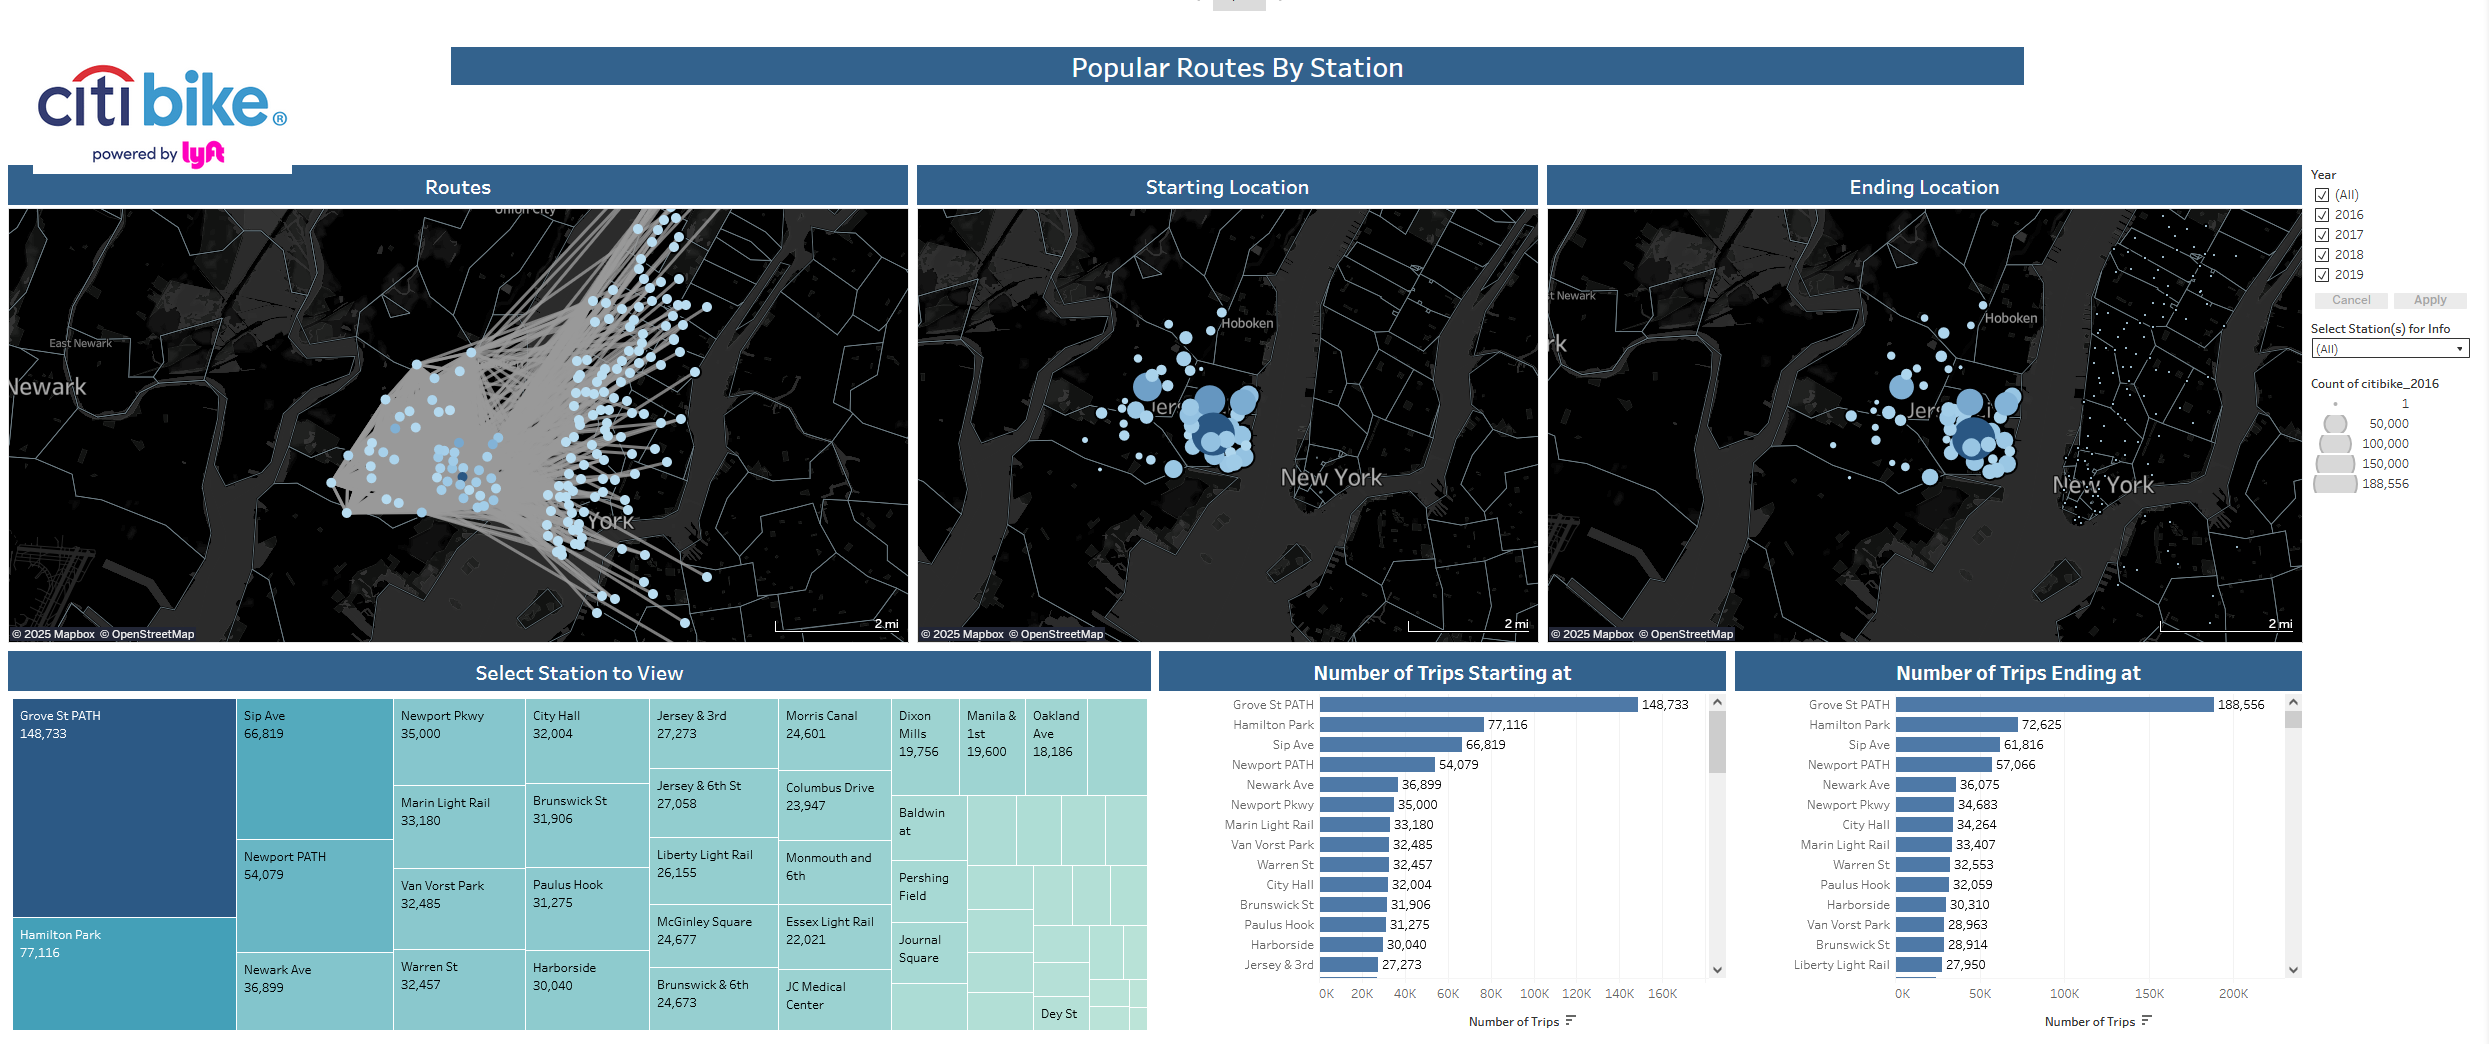 Popular Routes By Station
citi bike®
powered by lyft
Routes
Starting Location
Ending Location
Union City
East Newark
Newark
York
© 2025 Mapbox © OpenStreetMap
2 mi
Hoboken
New York
© 2025 Mapbox © OpenStreetMap
2 mi
t Newark
rk
Hoboken
New York
© 2025 Mapbox © OpenStreetMap
2 mi
Year
(All)
2016
2017
2018
2019
Cancel Apply
Select Station(s) for Info
(All)
Count of citibike_2016
1
50,000
100,000
150,000
188,556
Select Station to View
Grove St PATH
148,733
Hamilton Park
77,116
Sip Ave
66,819
Newport PATH
54,079
Newark Ave
36,899
Newport Pkwy
35,000
Marin Light Rail
33,180
Van Vorst Park
32,485
Warren St
32,457
City Hall
32,004
Brunswick St
31,906
Paulus Hook
31,275
Harborside
30,040
Jersey & 3rd
27,273
Jersey & 6th St
27,058
Liberty Light Rail
26,155
McGinley Square
24,677
Brunswick & 6th
24,673
Morris Canal
24,601
Columbus Drive
23,947
Monmouth and
6th
Essex Light Rail
22,021
JC Medical
Center
Dixon
Mills
19,756
Manila &
1st
19,600
Oakland
Ave
18,186
Baldwin
at
Pershing
Field
Journal
Square
Dey St
Number of Trips Starting at
Grove St PATH 148,733
Hamilton Park 77,116
Sip Ave 66,819
Newport PATH 54,079
Newark Ave 36,899
Newport Pkwy 35,000
Marin Light Rail 33,180
Van Vorst Park 32,485
Warren St 32,457
City Hall 32,004
Brunswick St 31,906
Paulus Hook 31,275
Harborside 30,040
Jersey & 3rd 27,273
0K 20K 40K 60K 80K 100K 120K 140K 160K
Number of Trips
Number of Trips Ending at
Grove St PATH 188,556
Hamilton Park 72,625
Sip Ave 61,816
Newport PATH 57,066
Newark Ave 36,075
Newport Pkwy 34,683
City Hall 34,264
Marin Light Rail 33,407
Warren St 32,553
Paulus Hook 32,059
Harborside 30,310
Van Vorst Park 28,963
Brunswick St 28,914
Liberty Light Rail 27,950
0K 50K 100K 150K 200K
Number of Trips